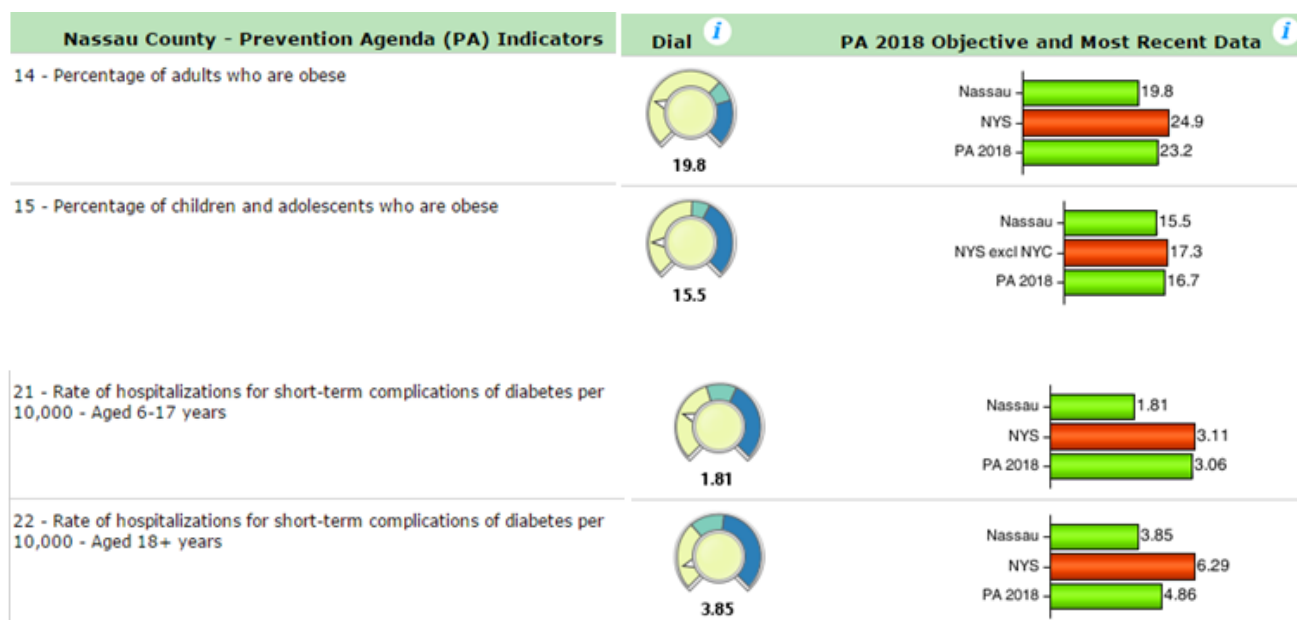 Nassau County - Prevention Agenda (PA) Indicators
Dial i
PA 2018 Objective and Most Recent Data i
14 - Percentage of adults who are obese
19.8
Nassau 19.8
NYS 24.9
PA 2018 23.2
15 - Percentage of children and adolescents who are obese
15.5
Nassau 15.5
NYS excl NYC 17.3
PA 2018 16.7
21 - Rate of hospitalizations for short-term complications of diabetes per
10,000 - Aged 6-17 years
1.81
Nassau 1.81
NYS 3.11
PA 2018 3.06
22 - Rate of hospitalizations for short-term complications of diabetes per
10,000 - Aged 18+ years
3.85
Nassau 3.85
NYS 6.29
PA 2018 4.86